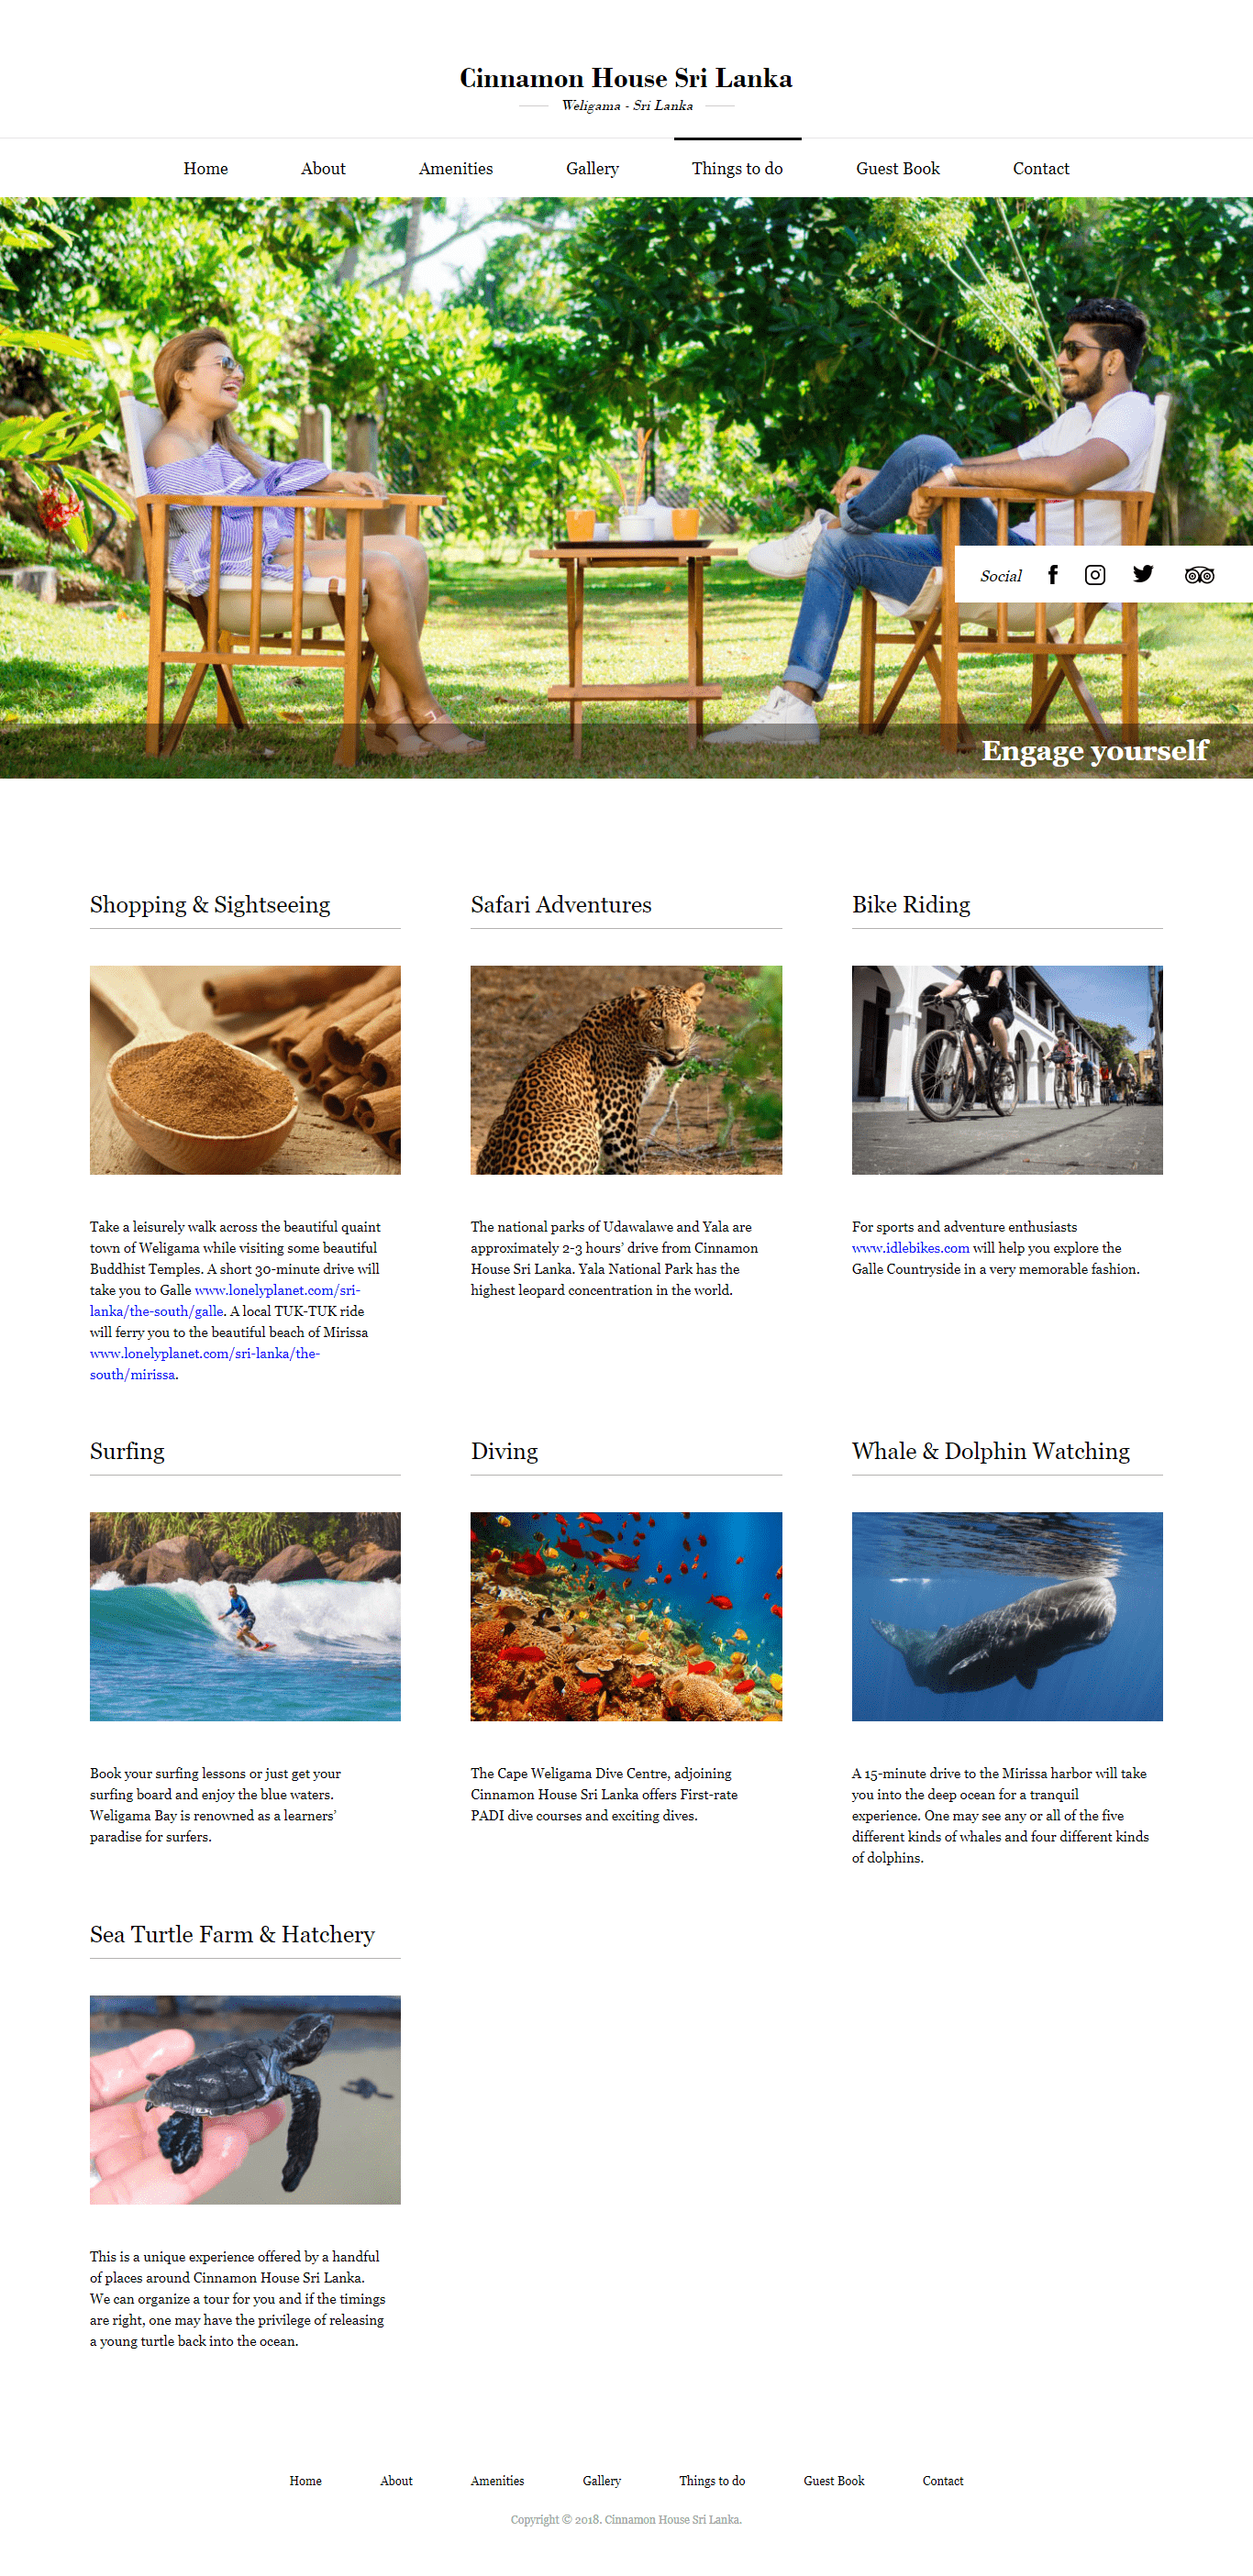 Cinnamon House Sri Lanka
Weligama - Sri Lanka
Home About Amenities Gallery Things to do Guest Book Contact
Social
Engage yourself
Shopping & Sightseeing
Take a leisurely walk across the beautiful quaint
town of Weligama while visiting some beautiful
Buddhist Temples. A short 30-minute drive will
take you to Galle www.lonelyplanet.com/sri-
lanka/the-south/galle. A local TUK-TUK ride
will ferry you to the beautiful beach of Mirissa
www.lonelyplanet.com/sri-lanka/the-
south/mirissa.
Safari Adventures
The national parks of Udawalawe and Yala are
approximately 2-3 hours’ drive from Cinnamon
House Sri Lanka. Yala National Park has the
highest leopard concentration in the world.
Bike Riding
For sports and adventure enthusiasts
www.idlebikes.com will help you explore the
Galle Countryside in a very memorable fashion.
Surfing
Book your surfing lessons or just get your
surfing board and enjoy the blue waters.
Weligama Bay is renowned as a learners’
paradise for surfers.
Diving
The Cape Weligama Dive Centre, adjoining
Cinnamon House Sri Lanka offers First-rate
PADI dive courses and exciting dives.
Whale & Dolphin Watching
A 15-minute drive to the Mirissa harbor will take
you into the deep ocean for a tranquil
experience. One may see any or all of the five
different kinds of whales and four different kinds
of dolphins.
Sea Turtle Farm & Hatchery
This is a unique experience offered by a handful
of places around Cinnamon House Sri Lanka.
We can organize a tour for you and if the timings
are right, one may have the privilege of releasing
a young turtle back into the ocean.
Home About Amenities Gallery Things to do Guest Book Contact
Copyright © 2018. Cinnamon House Sri Lanka.